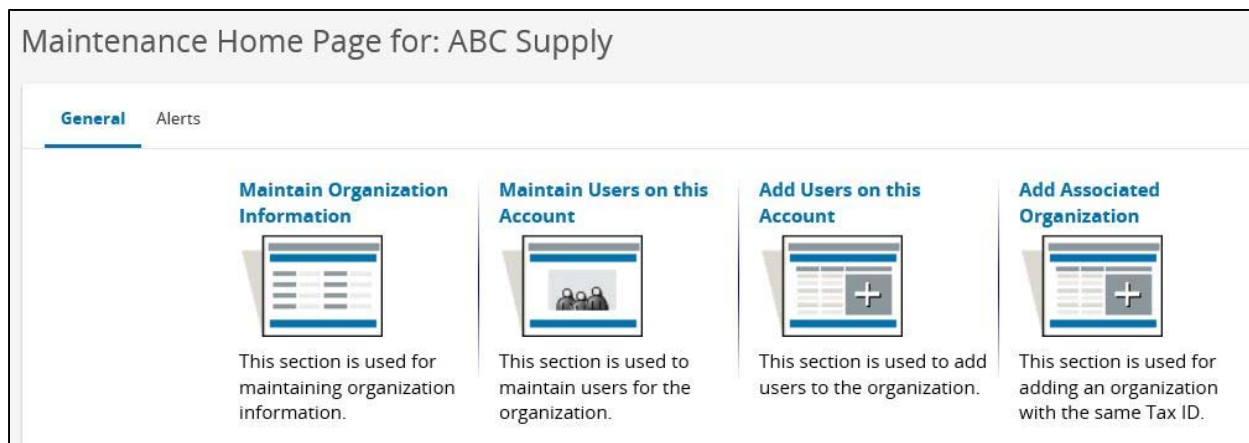 Maintenance Home Page for: ABC Supply
General Alerts
Maintain Organization
Information
This section is used for
maintaining organization
information.
Maintain Users on this
Account
This section is used to
maintain users for the
organization.
Add Users on this
Account
This section is used to add
users to the organization.
Add Associated
Organization
This section is used for
adding an organization
with the same Tax ID.